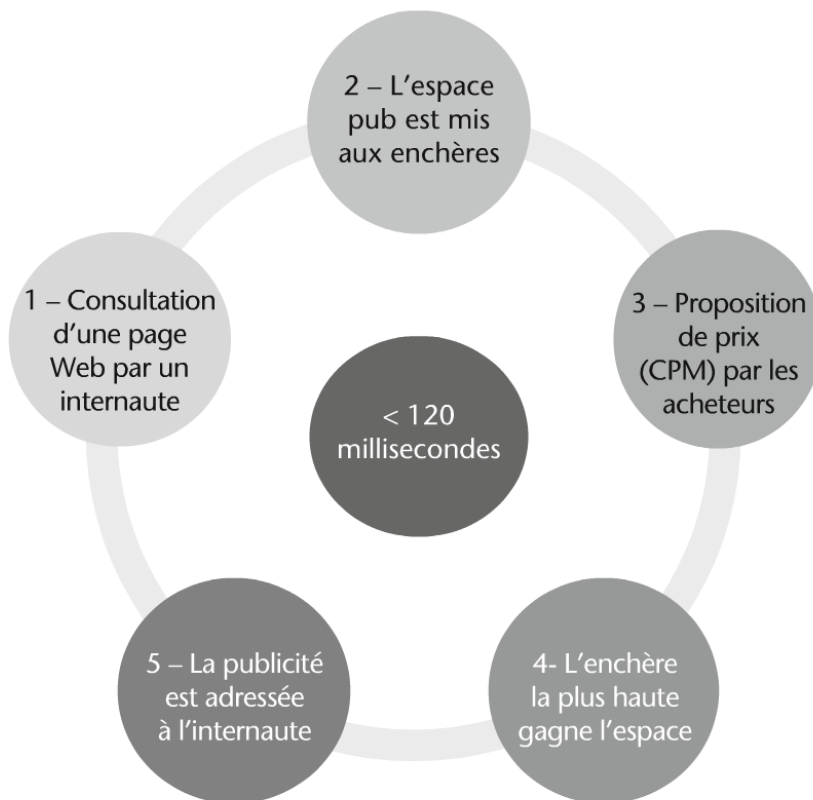 2 – L'espace
pub est mis
aux enchères
1 – Consultation
d'une page
Web par un
internaute
3 – Proposition
de prix
(CPM) par les
acheteurs
< 120
millisecondes
5 – La publicité
est adressée
à l'internaute
4- L'enchère
la plus haute
gagne l'espace